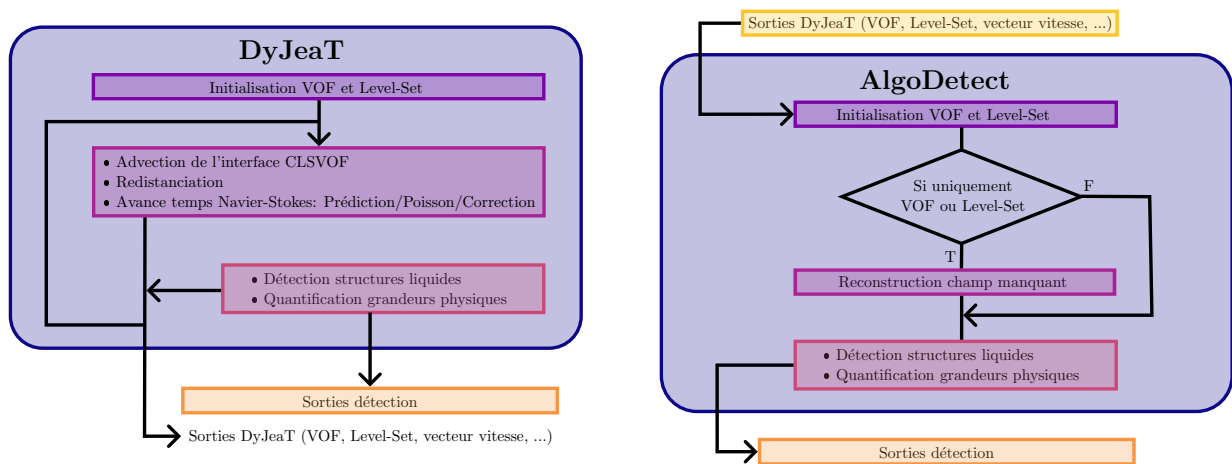 DyJeaT
Initialisation VOF et Level-Set
• Advection de l'interface CLSVOF
• Redistanciation
• Avance temps Navier-Stokes: Prédiction/Poisson/Correction
• Détection structures liquides
• Quantification grandeurs physiques
Sorties détection
Sorties DyJeaT (VOF, Level-Set, vecteur vitesse, ...)
Sorties DyJeaT (VOF, Level-Set, vecteur vitesse, ...)
AlgoDetect
Initialisation VOF et Level-Set
Si uniquement
VOF ou Level-Set
F
T
Reconstruction champ manquant
• Détection structures liquides
• Quantification grandeurs physiques
Sorties détection